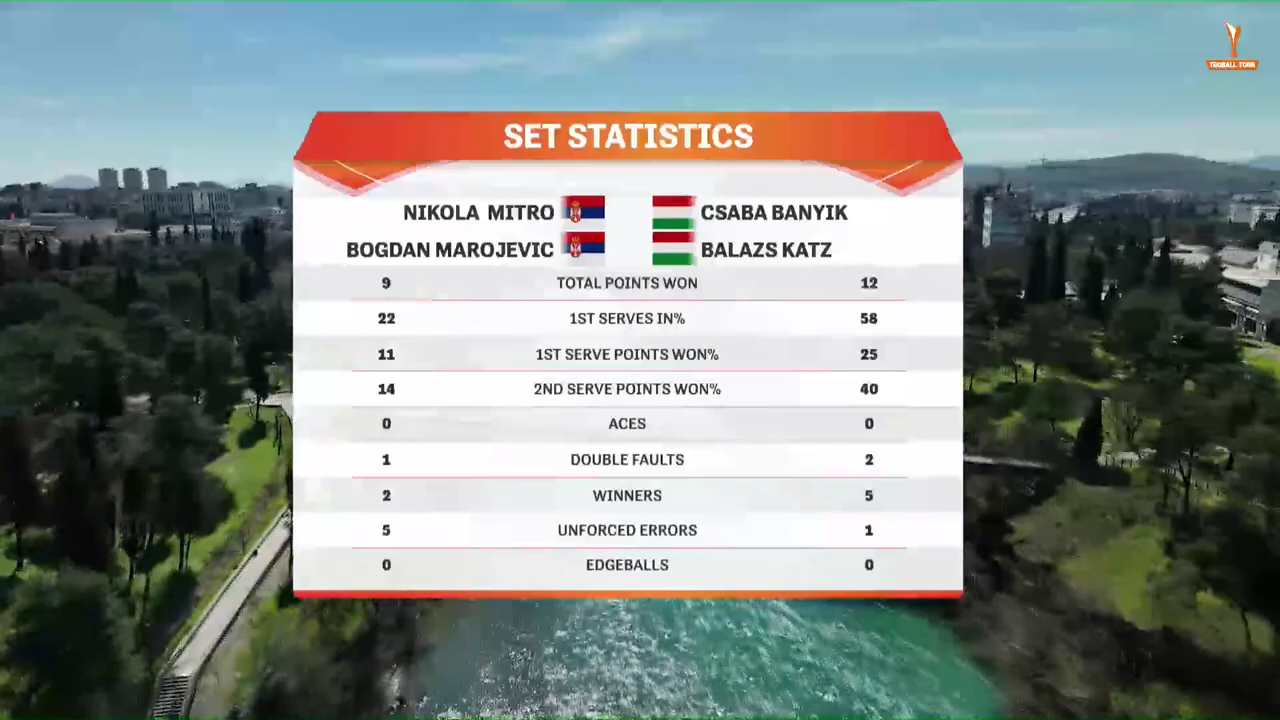 TEQBALL TOUR
SET STATISTICS
NIKOLA MITRO CSABA BANYIK
BOGDAN MAROJEVIC BALAZS KATZ
9 TOTAL POINTS WON 12
22 1ST SERVES IN% 58
11 1ST SERVE POINTS WON% 25
14 2ND SERVE POINTS WON% 40
0 ACES 0
1 DOUBLE FAULTS 2
2 WINNERS 5
5 UNFORCED ERRORS 1
0 EDGEBALLS 0